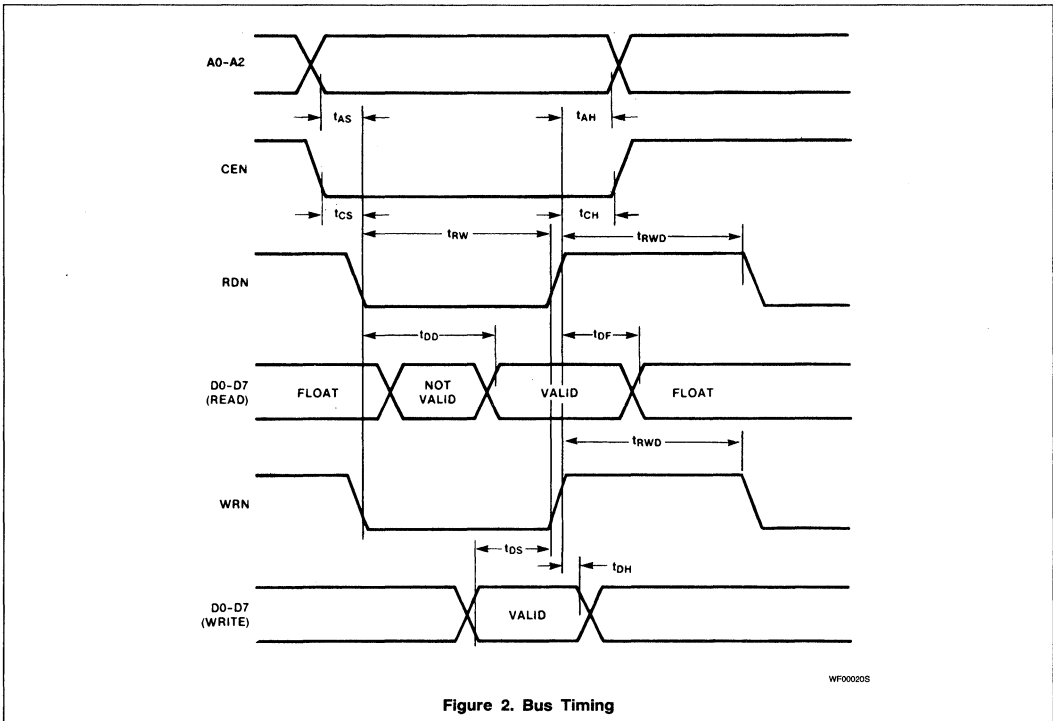 A0-A2
tAS
tAH
CEN
tCS
tCH
tRW
tRWD
RDN
tDD
tDF
D0-D7
(READ)
FLOAT
NOT
VALID
VALID
FLOAT
tRWD
WRN
tDS
tDH
D0-D7
(WRITE)
VALID
WF00020S
Figure 2. Bus Timing